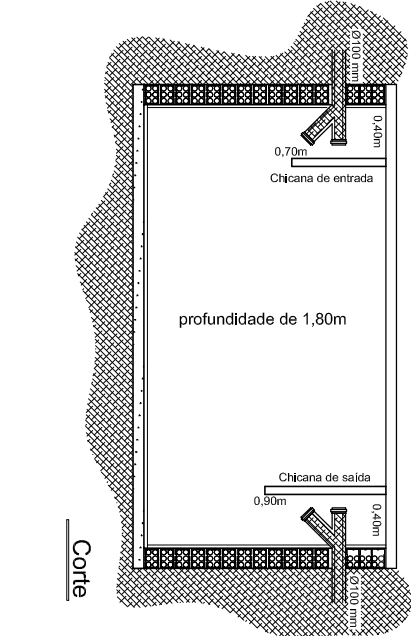 Ø100 mm
0,40m
0,70m
Chicana de entrada
profundidade de 1,80m
Chicana de saída
0,90m
0,40m
Ø100 mm
Corte